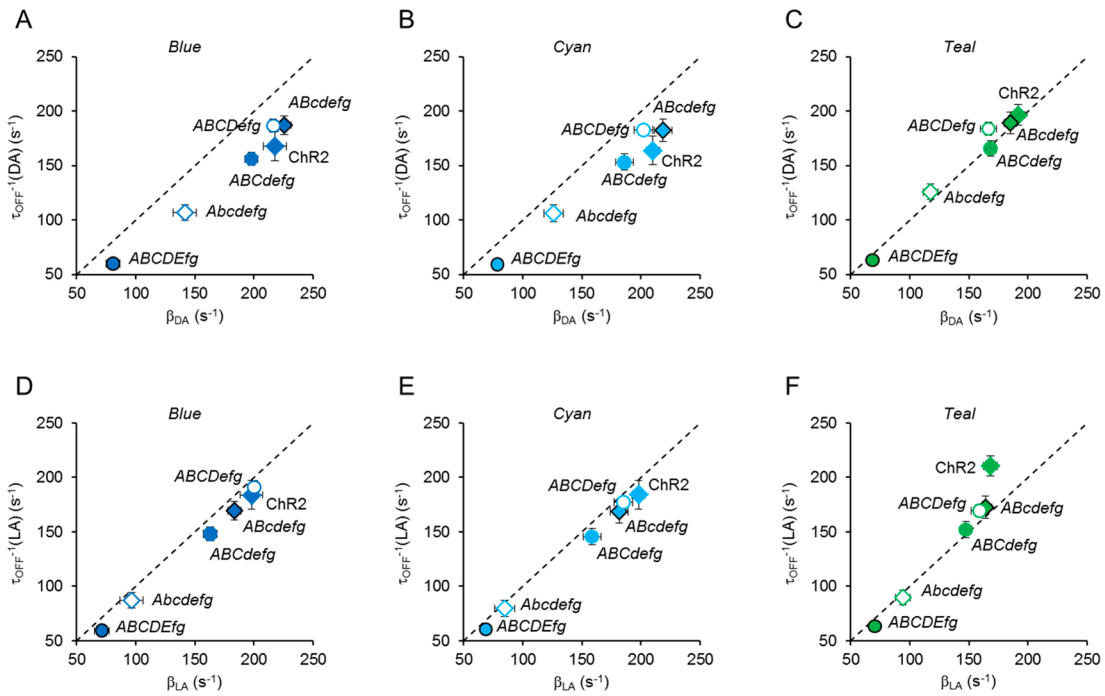 A
Blue
τOFF⁻¹(DA) (s⁻¹)
250
200
150
100
50
ABcdefg
ABCDefg
ChR2
ABCdefg
Abcdefg
ABCDEfg
50 100 150 200 250
βDA (s⁻¹)
B
Cyan
τOFF⁻¹(DA) (s⁻¹)
250
200
150
100
50
ABcdefg
ABCDefg
ChR2
ABCdefg
Abcdefg
ABCDEfg
50 100 150 200 250
βDA (s⁻¹)
C
Teal
τOFF⁻¹(DA) (s⁻¹)
250
200
150
100
50
ChR2
ABCDefg
ABcdefg
ABCdefg
Abcdefg
ABCDEfg
50 100 150 200 250
βDA (s⁻¹)
D
Blue
τOFF⁻¹(LA) (s⁻¹)
250
200
150
100
50
ABCDefg
ChR2
ABcdefg
ABCdefg
Abcdefg
ABCDEfg
50 100 150 200 250
βLA (s⁻¹)
E
Cyan
τOFF⁻¹(LA) (s⁻¹)
250
200
150
100
50
ABCDefg
ChR2
ABcdefg
ABCdefg
Abcdefg
ABCDEfg
50 100 150 200 250
βLA (s⁻¹)
F
Teal
τOFF⁻¹(LA) (s⁻¹)
250
200
150
100
50
ChR2
ABCDefg
ABcdefg
ABCdefg
Abcdefg
ABCDEfg
50 100 150 200 250
βLA (s⁻¹)